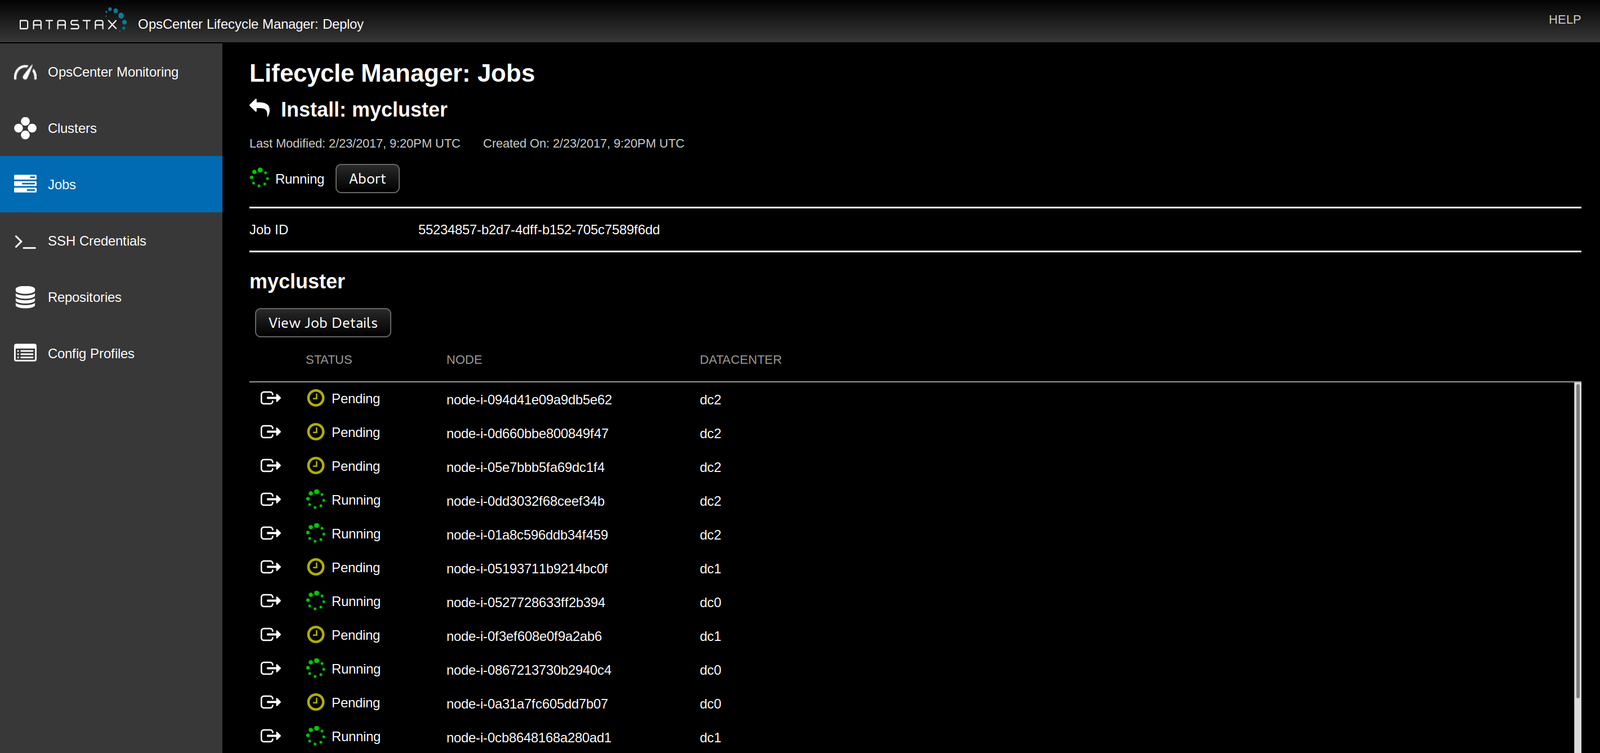 DATASTAX OpsCenter Lifecycle Manager: Deploy HELP
OpsCenter Monitoring
Clusters
Jobs
SSH Credentials
Repositories
Config Profiles
Lifecycle Manager: Jobs
Install: mycluster
Last Modified: 2/23/2017, 9:20PM UTC Created On: 2/23/2017, 9:20PM UTC
Running Abort
Job ID 55234857-b2d7-4dff-b152-705c7589f6dd
mycluster
View Job Details
STATUS NODE DATACENTER
Pending node-i-094d41e09a9db5e62 dc2
Pending node-i-0d660bbe800849f47 dc2
Pending node-i-05e7bbb5fa69dc1f4 dc2
Running node-i-0dd3032f68ceef34b dc2
Running node-i-01a8c596ddb34f459 dc2
Pending node-i-05193711b9214bc0f dc1
Running node-i-0527728633ff2b394 dc0
Pending node-i-0f3ef608e0f9a2ab6 dc1
Running node-i-0867213730b2940c4 dc0
Pending node-i-0a31a7fc605dd7b07 dc0
Running node-i-0cb8648168a280ad1 dc1